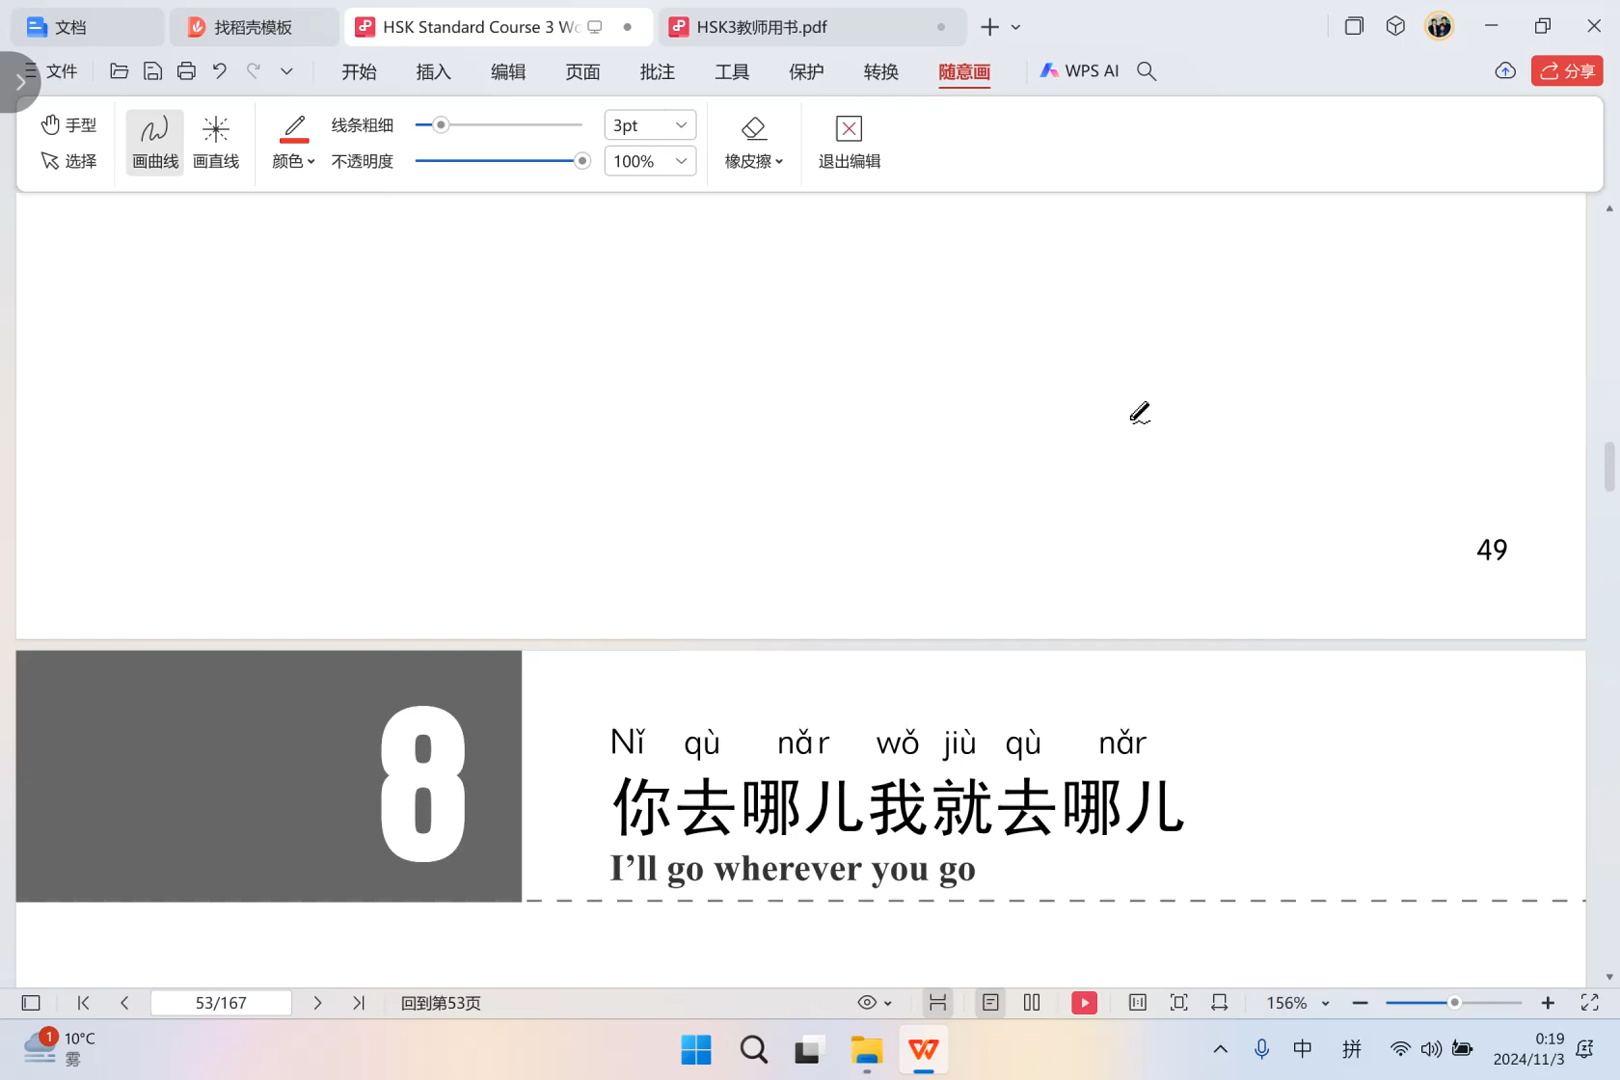 文档 找稻壳模板 HSK Standard Course 3 Wo HSK3教师用书.pdf
文件 开始 插入 编辑 页面 批注 工具 保护 转换 随意画 WPS AI 分享
手型 线条粗细 3pt
选择 画曲线 画直线 颜色 不透明度 100% 橡皮擦 退出编辑
49
8
Nǐ qù nǎr wǒ jiù qù nǎr
你去哪儿我就去哪儿
I’ll go wherever you go
53/167 回到第53页 156%
1 10°C 中 拼 0:19
雾 2024/11/3